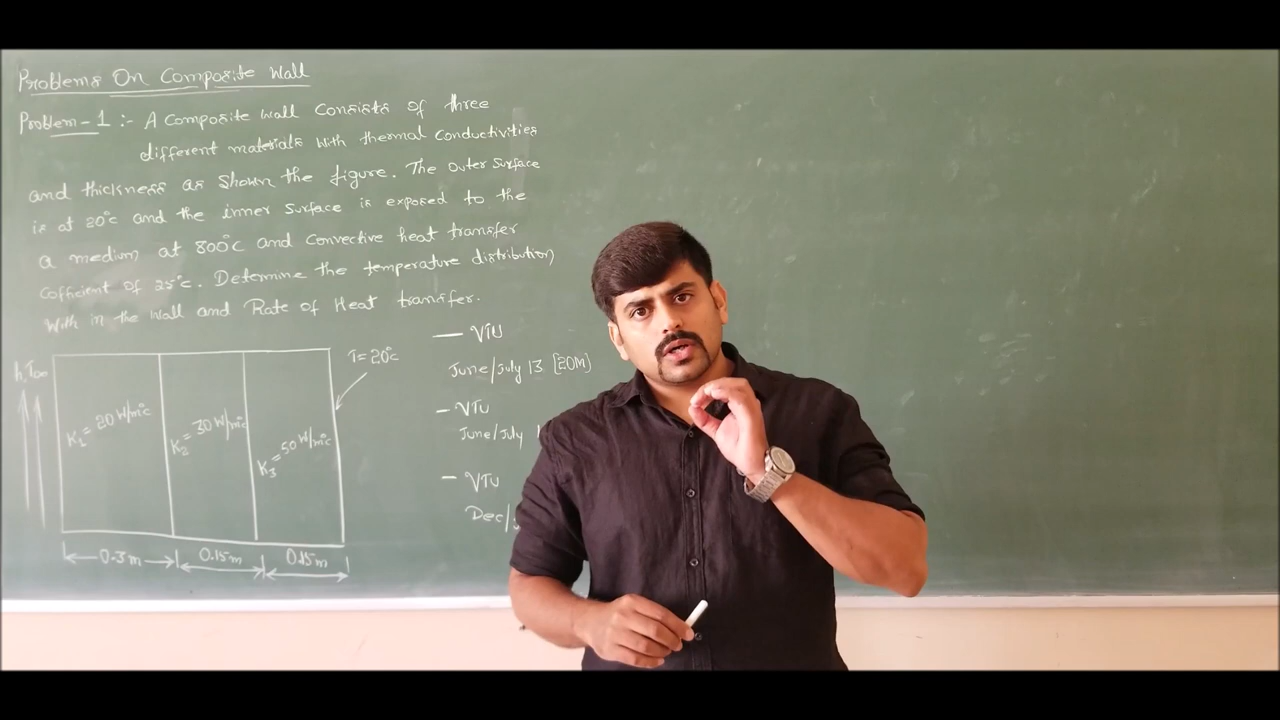 Problems On Composite Wall
Problem-1 :- A Composite wall Consists of three
different materials with thermal Conductivities
and thickness as shown the figure. The outer surface
is at 20°c and the inner surface is exposed to the
a medium at 800°c and convective heat transfer
Cofficient of 25°c. Determine the temperature distribution
With in the wall and Rate of Heat transfer.
— VTU
June/July 13 [EOM]
— VTU
June/July
— VTU
Dec/
h, T∞
T=20°c
K₁=20 W/m°c
K₂=30 W/m°c
K₃=50 W/m°c
0.3m
0.15m
0.15m